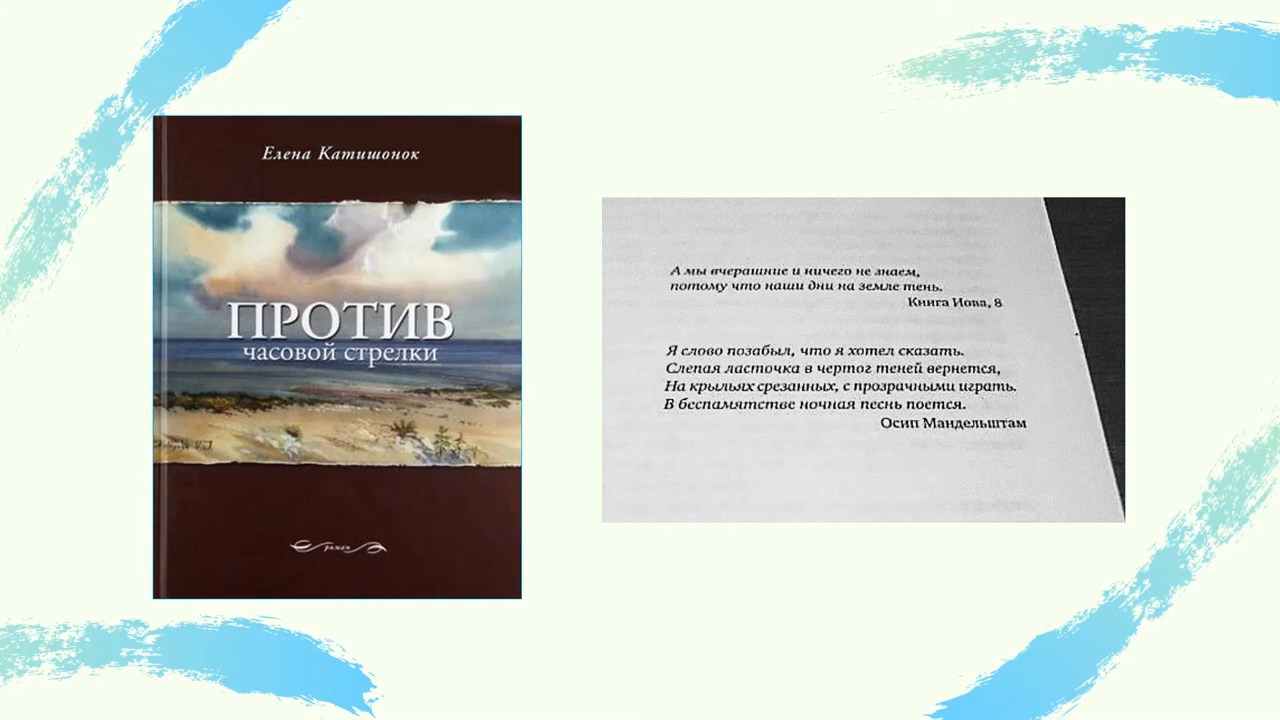 Елена Катишонок
ПРОТИВ
часовой стрелки
роман
А мы вчерашние и ничего не знаем,
потому что наши дни на земле тень.
Книга Иова, 8
Я слово позабыл, что я хотел сказать.
Слепая ласточка в чертог теней вернется,
На крыльях срезанных, с прозрачными играть.
В беспамятстве ночная песнь поется.
Осип Мандельштам